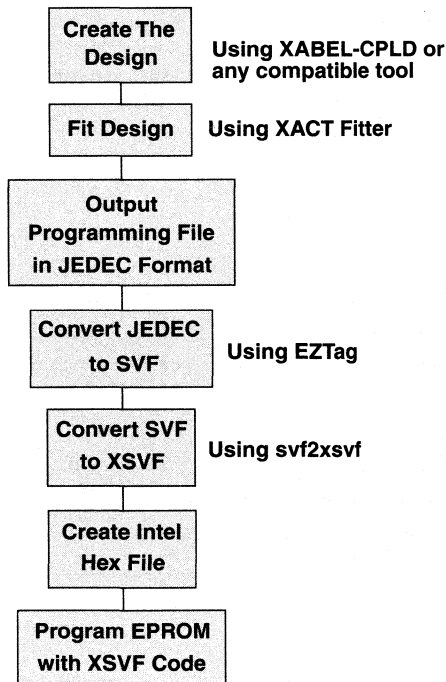 Create The
Design
Using XABEL-CPLD or
any compatible tool
Fit Design
Using XACT Fitter
Output
Programming File
in JEDEC Format
Convert JEDEC
to SVF
Using EZTag
Convert SVF
to XSVF
Using svf2xsvf
Create Intel
Hex File
Program EPROM
with XSVF Code